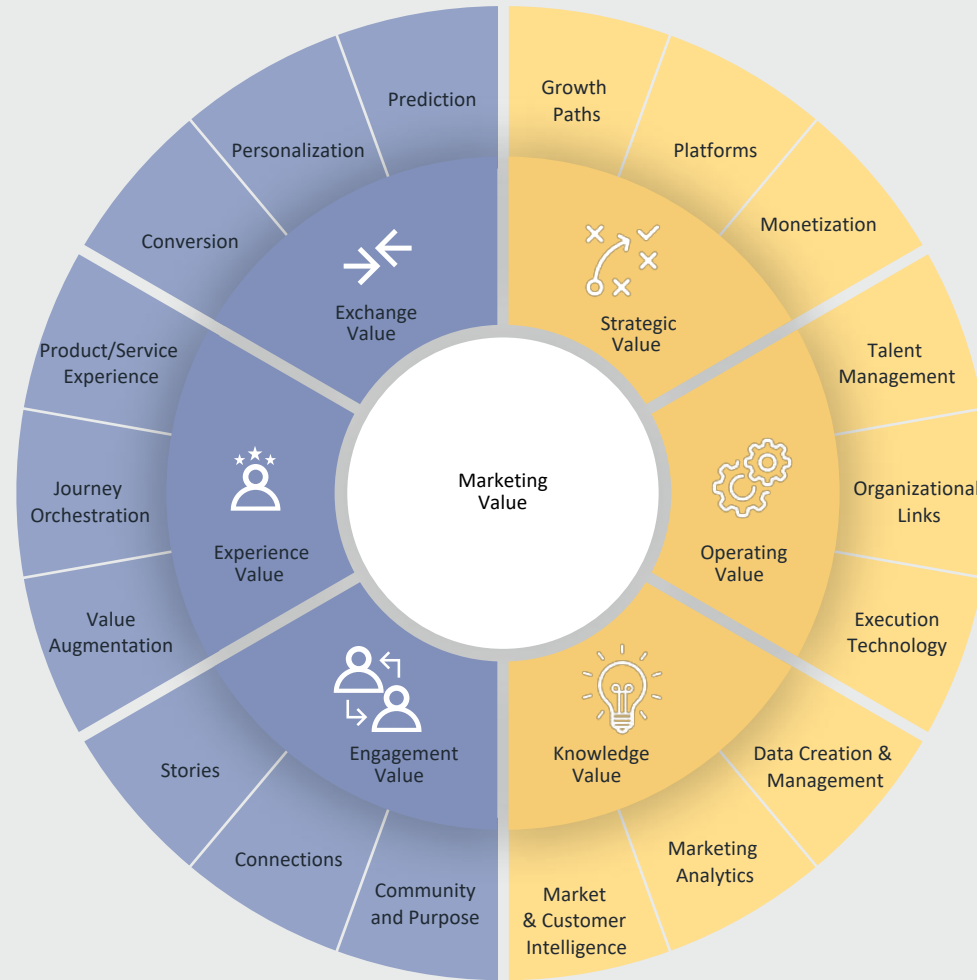 Prediction
Personalization
Conversion
Growth
Paths
Platforms
Monetization
Exchange
Value
Strategic
Value
Product/Service
Experience
Journey
Orchestration
Value
Augmentation
Experience
Value
Marketing
Value
Operating
Value
Talent
Management
Organizational
Links
Execution
Technology
Engagement
Value
Knowledge
Value
Stories
Connections
Community
and Purpose
Data Creation &
Management
Marketing
Analytics
Market
& Customer
Intelligence